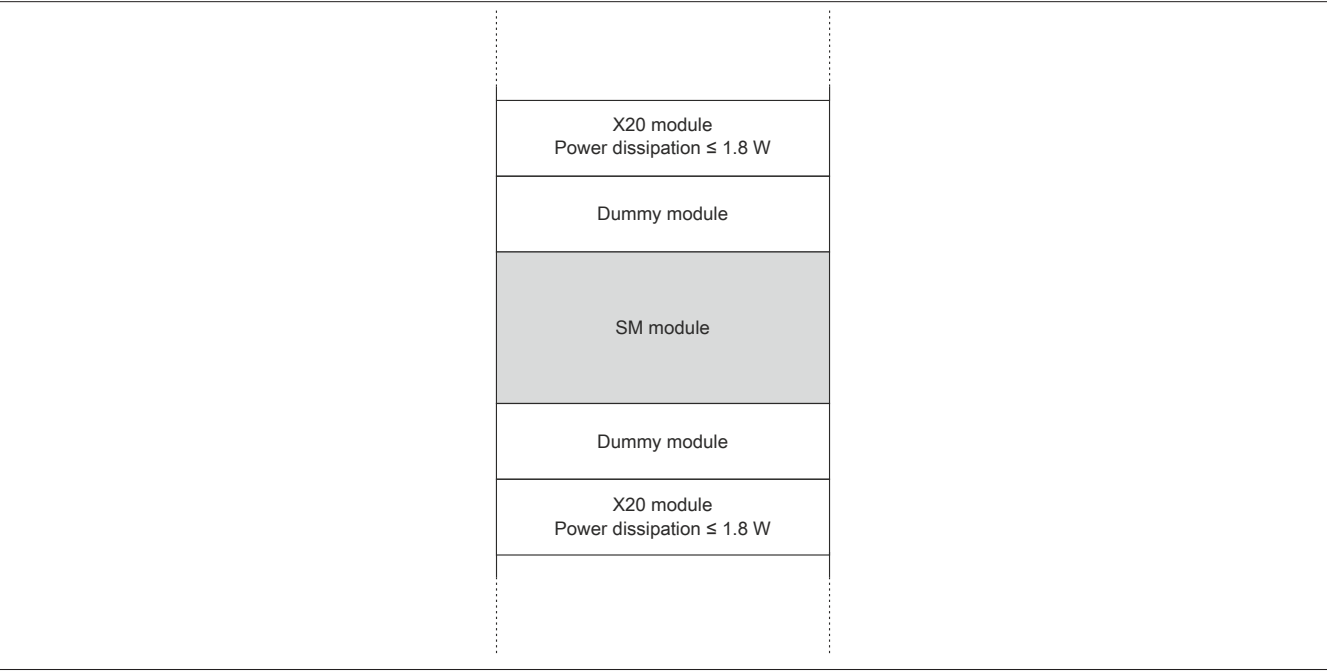 X20 module
Power dissipation ≤ 1.8 W
Dummy module
SM module
Dummy module
X20 module
Power dissipation ≤ 1.8 W